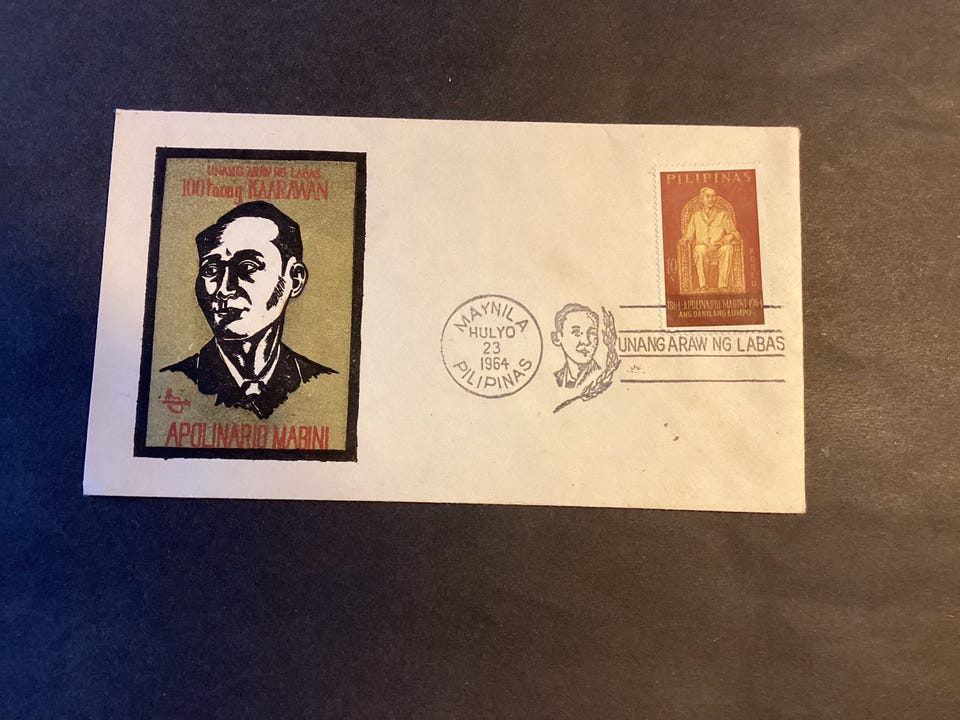 UNANG ARAW NG LABAS
100 taong KAARAWAN
APOLINARIO MABINI
MAYNILA
HULYO
23
1964
PILIPINAS
PILIPINAS
10
1864-APOLINARIO MABINI-1964
ANG DAKILANG LUMPO
UNANG ARAW NG LABAS